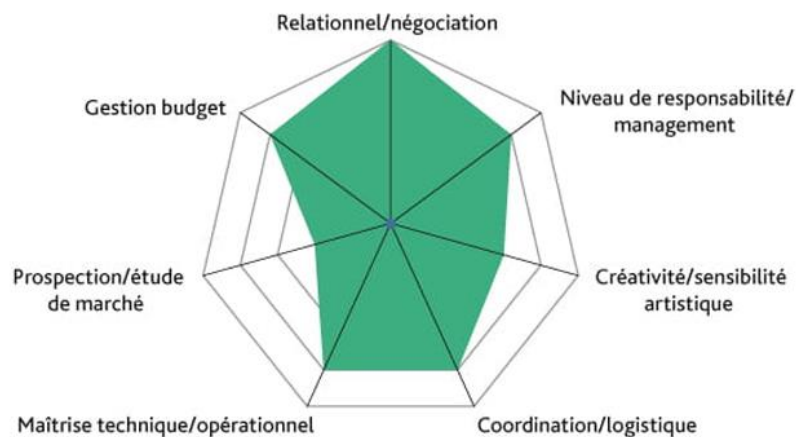 Relationnel/négociation
Niveau de responsabilité/
management
Créativité/sensibilité
artistique
Coordination/logistique
Maîtrise technique/opérationnel
Prospection/étude
de marché
Gestion budget